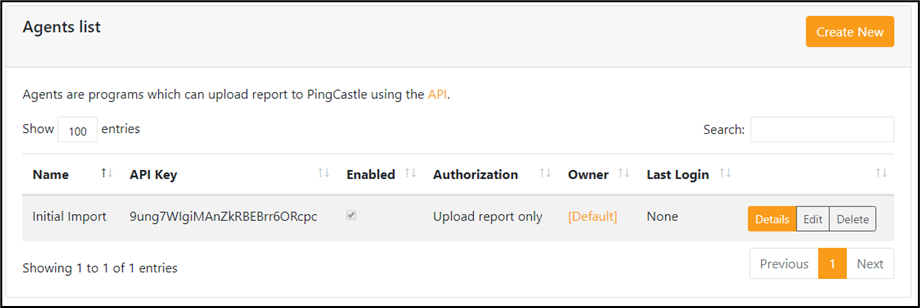 Agents list
Create New
Agents are programs which can upload report to PingCastle using the API.
Show 100 entries
Search:
Name API Key Enabled Authorization Owner Last Login
Initial Import 9ung7WIgiMAnZkRBEBrr6ORcpc Upload report only [Default] None Details Edit Delete
Showing 1 to 1 of 1 entries
Previous 1 Next